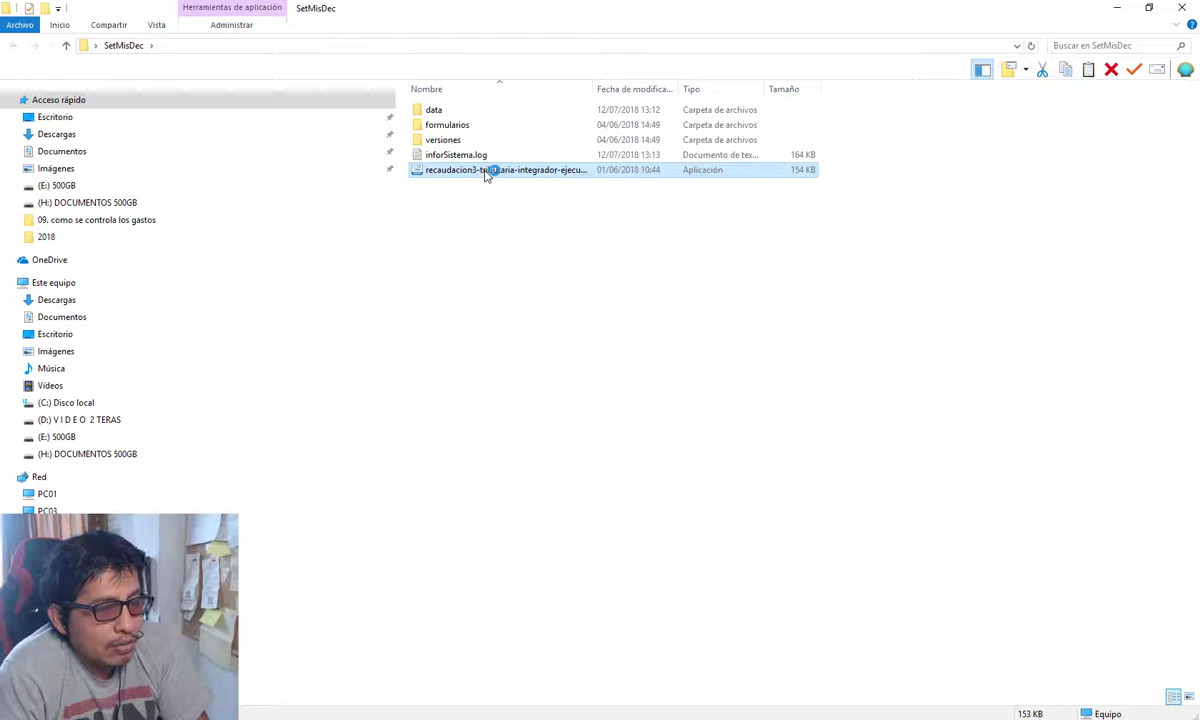 Herramientas de aplicación SetMisDec
Archivo Inicio Compartir Vista Administrar
SetMisDec
Buscar en SetMisDec
Nombre Fecha de modifica... Tipo Tamaño
data 12/07/2018 13:12 Carpeta de archivos
formularios 04/06/2018 14:49 Carpeta de archivos
versiones 04/06/2018 14:49 Carpeta de archivos
inforSistema.log 12/07/2018 13:13 Documento de tex... 164 KB
01/06/2018 10:44 Aplicación 154 KB
Acceso rápido
Escritorio
Descargas
Documentos
Imágenes
(E:) 500GB
(H:) DOCUMENTOS 500GB
09. como se controla los gastos
2018
OneDrive
Este equipo
Descargas
Documentos
Escritorio
Imágenes
Música
Vídeos
(C:) Disco local
(D:) V I D E O 2 TERAS
(E:) 500GB
(H:) DOCUMENTOS 500GB
Red
PC01
PC03
153 KB Equipo